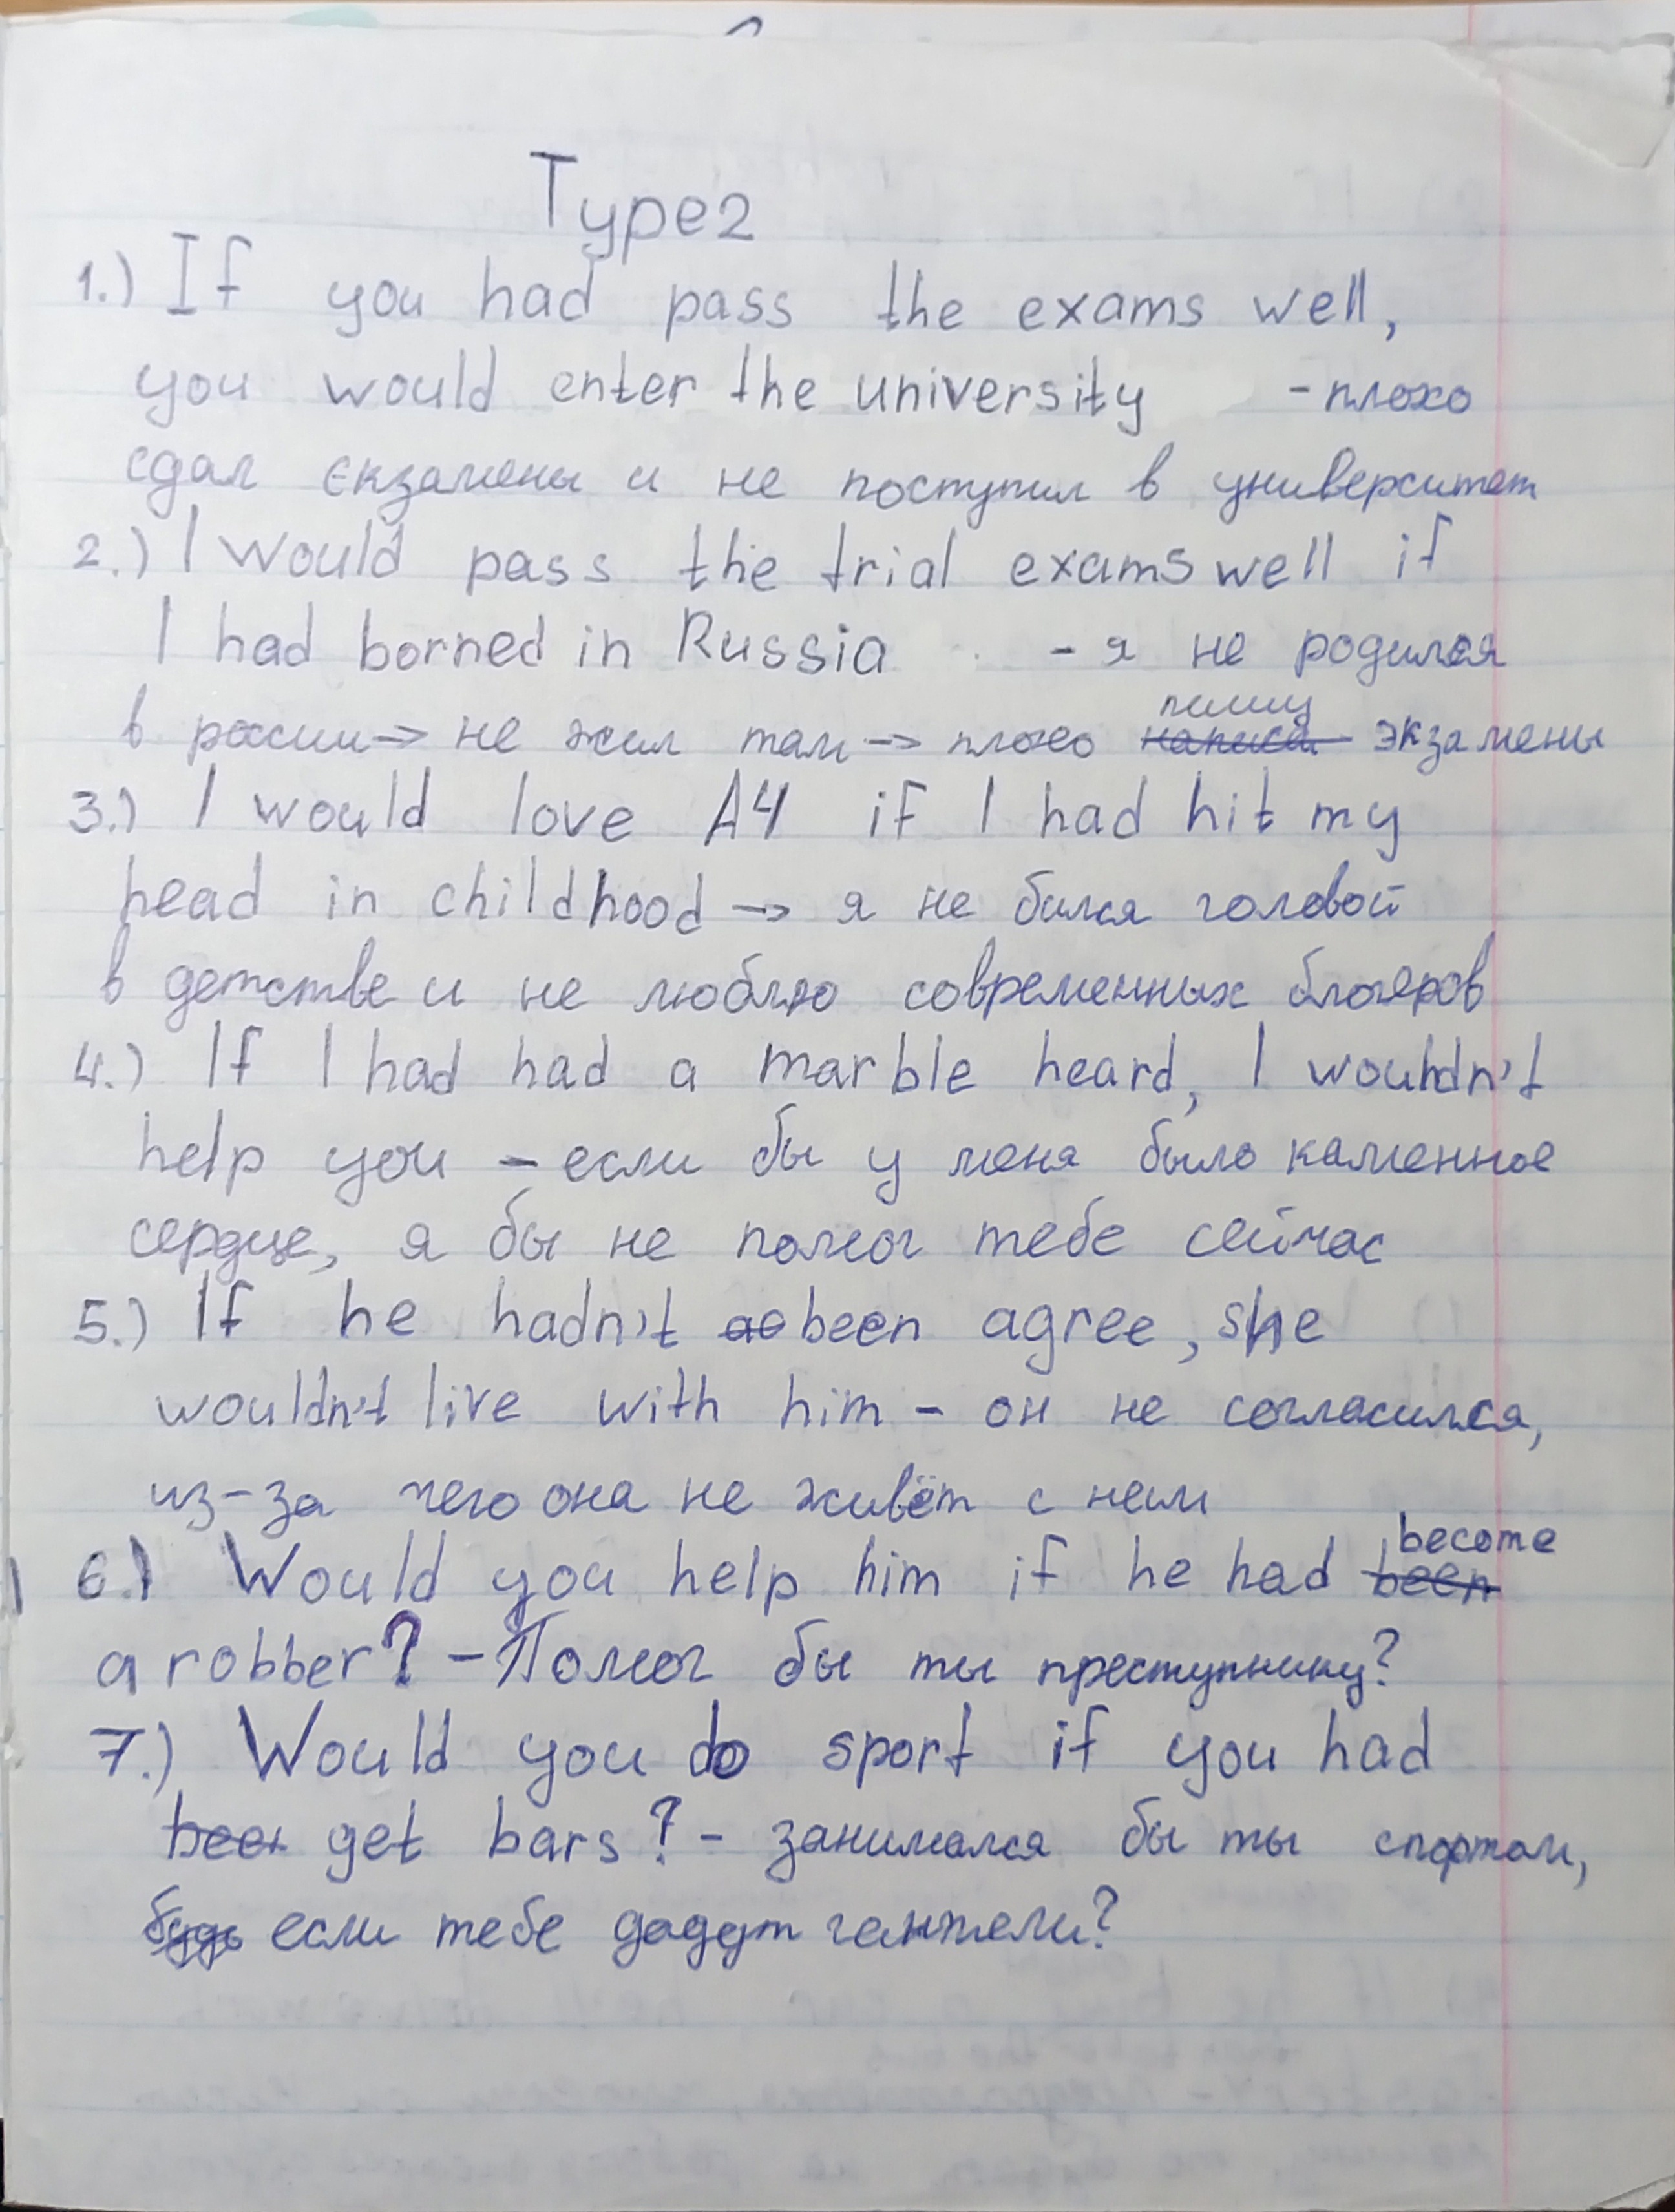 Type2
1.) If you had pass the exams well,
you would enter the university - плохо
сдал екзамены и не поступил в университет
2.) I would pass the trial exams well if
I had borned in Russia - я не родился
в россии → не жил там → плохо пишу экзамены
3.) I would love A4 if I had hit my
head in childhood → я не бился головой
в детстве и не люблю современных блогеров
4.) If I had had a marble heard, I wouldn't
help you - если бы у меня было каменное
сердце, я бы не помог тебе сейчас
5.) If he hadn't been agree, she
wouldn't live with him - он не согласился,
из-за чего она не живёт с ним
6.) Would you help him if he had become
a robber? - Помог бы ты преступнику?
7.) Would you do sport if you had
get bars? - занимался бы ты спортом,
если тебе дадут гантели?